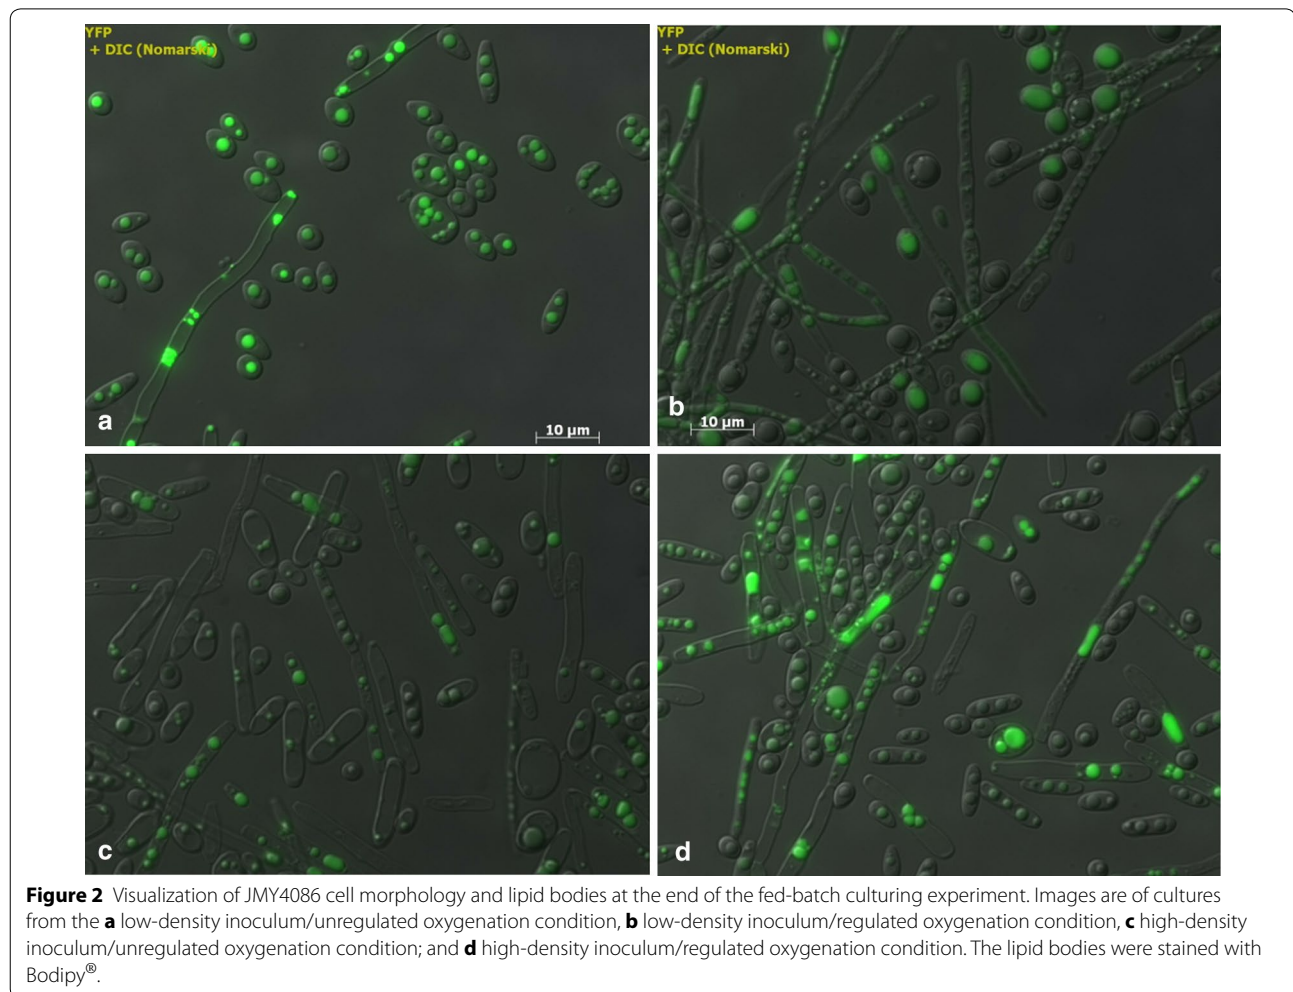 YFP
+ DIC (Nomarski)
a
10 µm
YFP
+ DIC (Nomarski)
b
10 µm
c
d
Figure 2 Visualization of JMY4086 cell morphology and lipid bodies at the end of the fed-batch culturing experiment. Images are of cultures
from the a low-density inoculum/unregulated oxygenation condition, b low-density inoculum/regulated oxygenation condition, c high-density
inoculum/unregulated oxygenation condition; and d high-density inoculum/regulated oxygenation condition. The lipid bodies were stained with
Bodipy®.